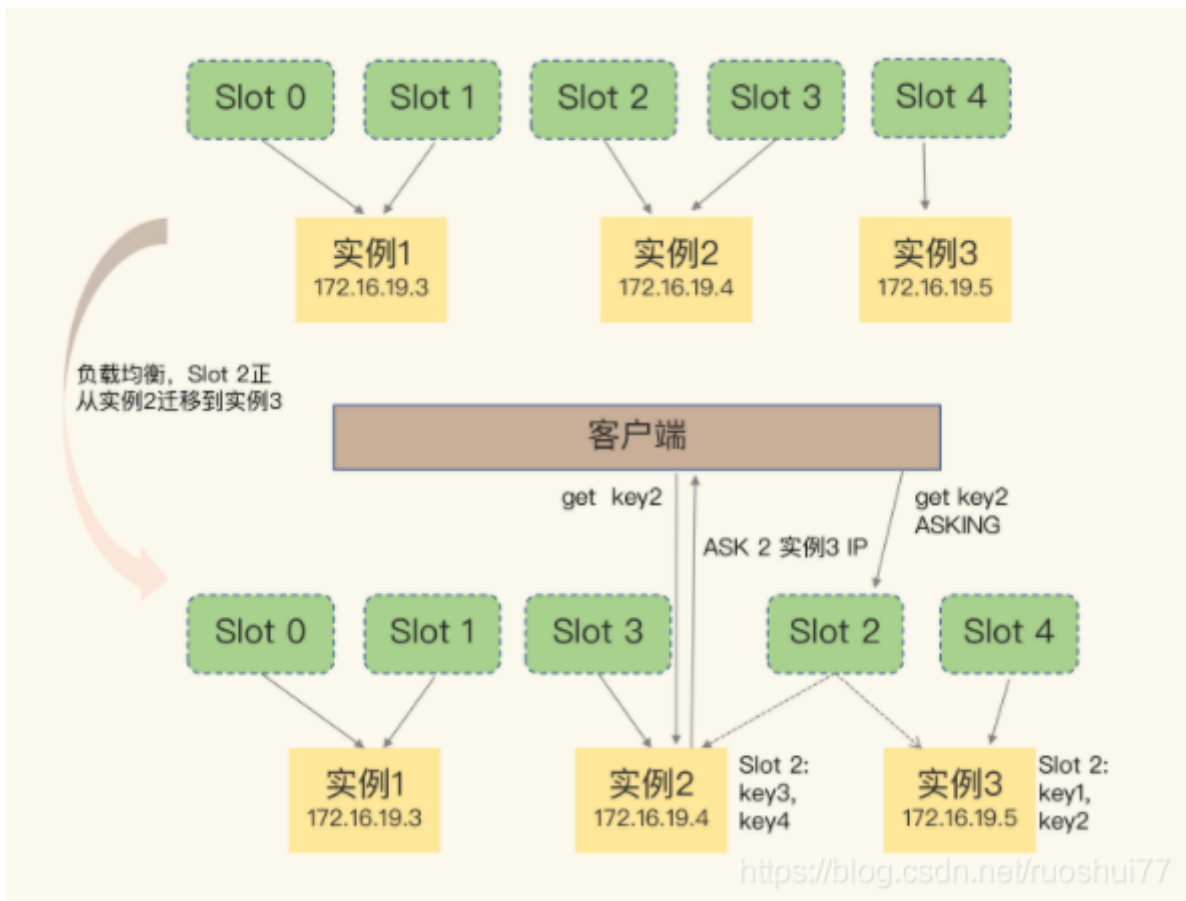 Slot 0
Slot 1
Slot 2
Slot 3
Slot 4
实例1
172.16.19.3
实例2
172.16.19.4
实例3
172.16.19.5
负载均衡，Slot 2正
从实例2迁移到实例3
客户端
get key2
ASK 2 实例3 IP
get key2
ASKING
Slot 0
Slot 1
Slot 3
Slot 2
Slot 4
实例1
172.16.19.3
实例2
172.16.19.4
Slot 2:
key3,
key4
实例3
172.16.19.5
Slot 2:
key1,
key2
https://blog.csdn.net/ruoshui77